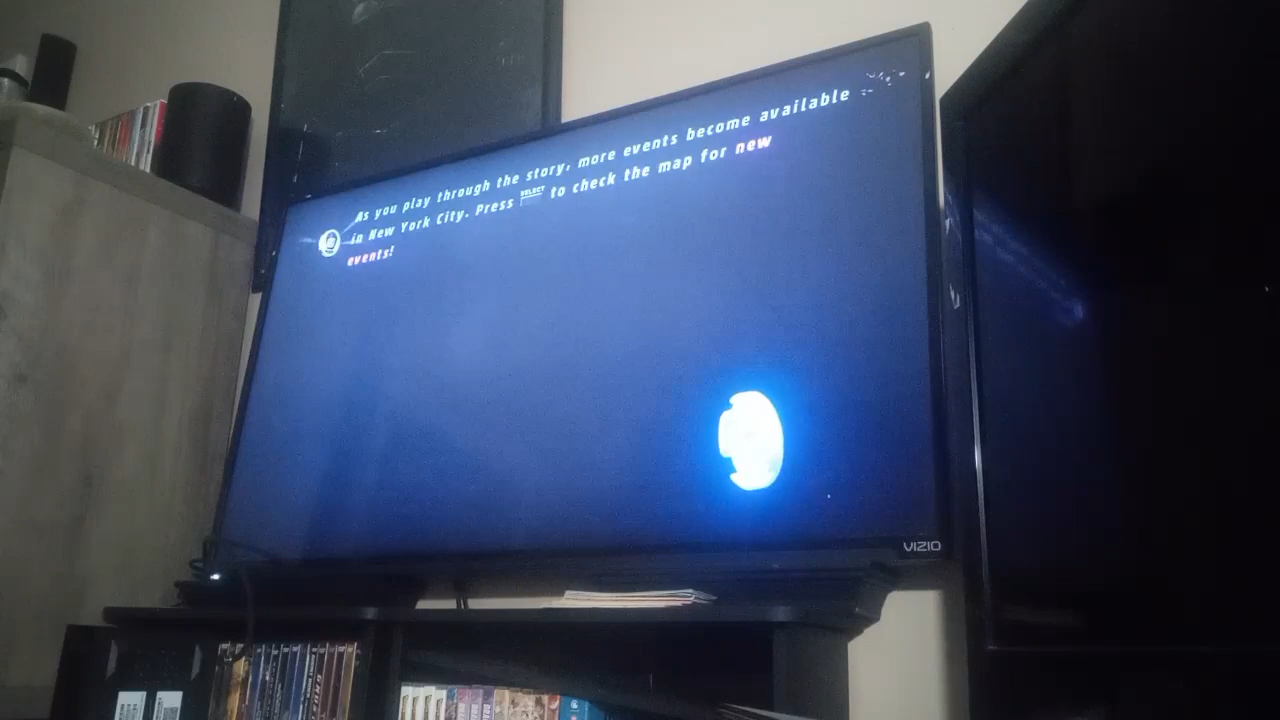 As you play through the story, more events become available
in New York City. Press SELECT to check the map for new
events!
VIZIO